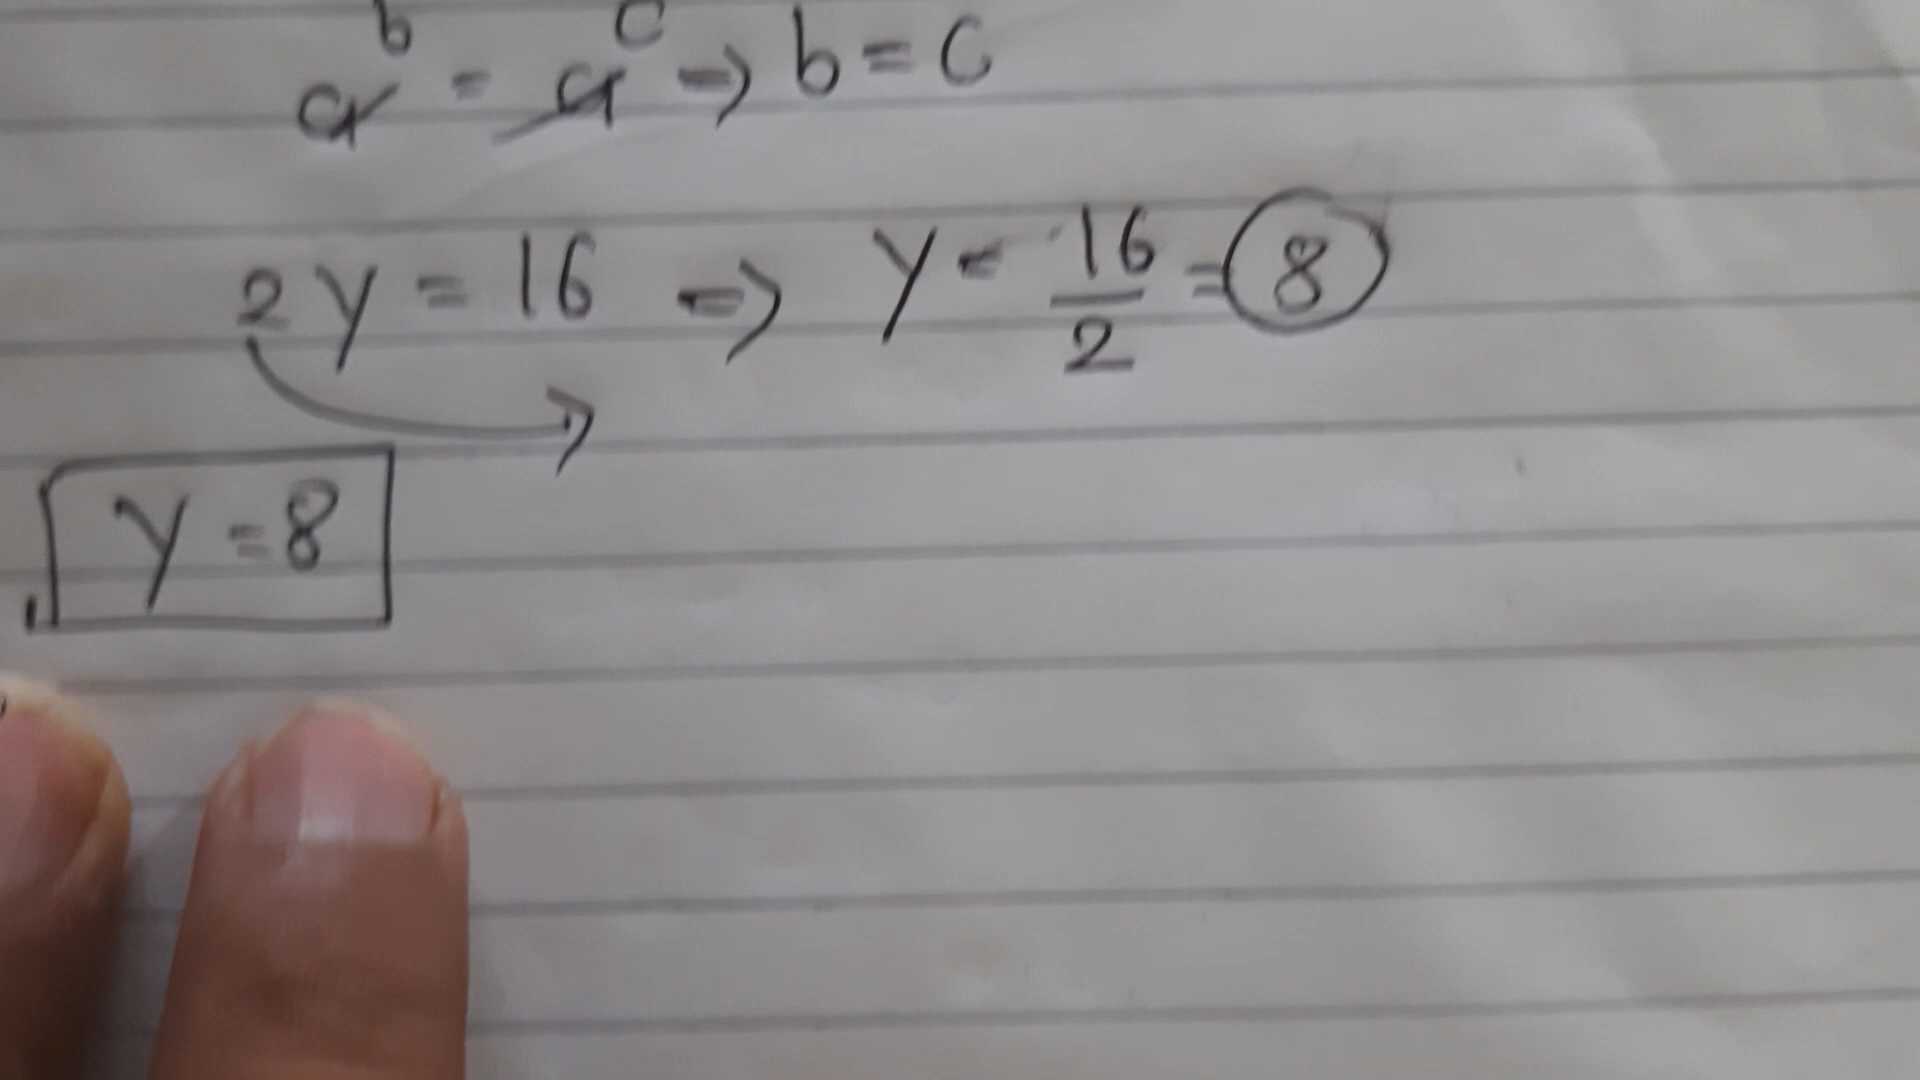 a^b = a^c ⇒ b = c
2y = 16 ⇒ y = 16/2 = 8
y = 8